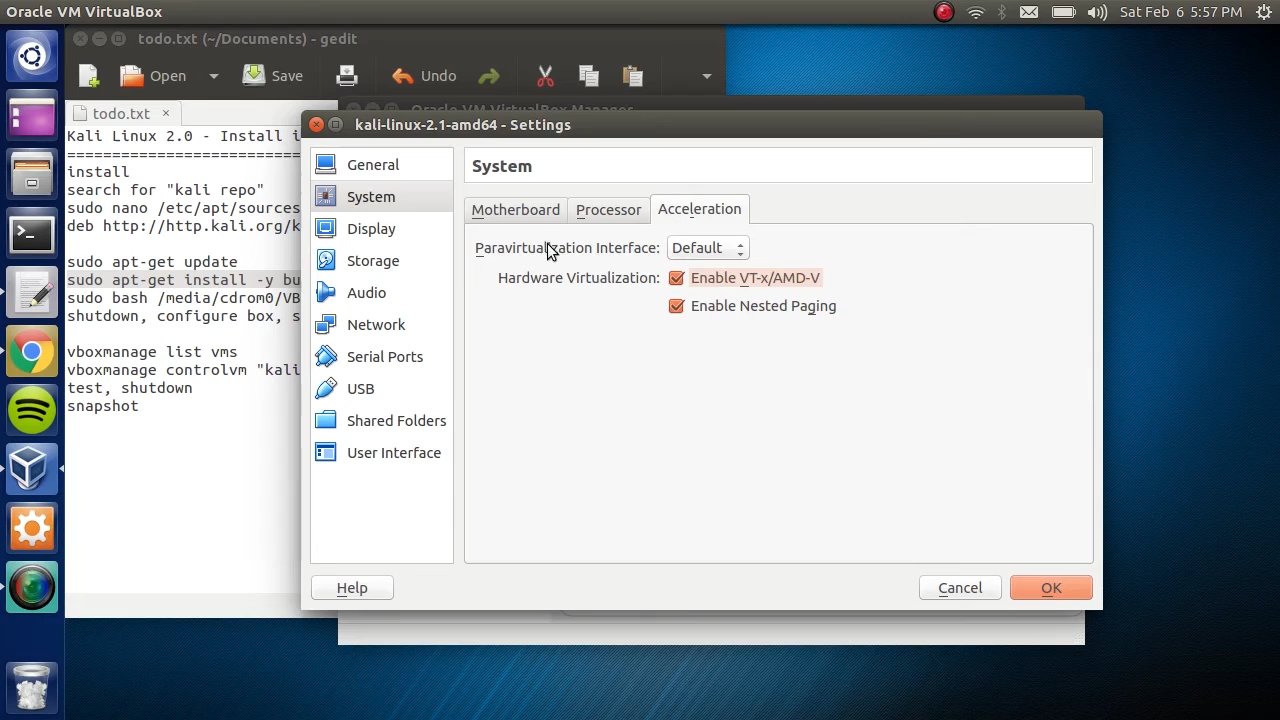 Oracle VM VirtualBox
Sat Feb 6 5:57 PM
todo.txt (~/Documents) - gedit
Open
Save
Undo
todo.txt ×
Oracle VM VirtualBox Manager
Kali Linux 2.0 - Install i
==========================
install
search for "kali repo"
sudo nano /etc/apt/sources
deb http://http.kali.org/k
sudo apt-get update
sudo apt-get install -y bu
sudo bash /media/cdrom0/VB
shutdown, configure box, s
vboxmanage list vms
vboxmanage controlvm "kali
test, shutdown
snapshot
kali-linux-2.1-amd64 - Settings
General
System
Display
Storage
Audio
Network
Serial Ports
USB
Shared Folders
User Interface
System
Motherboard
Processor
Acceleration
Paravirtualization Interface: Default
Hardware Virtualization: Enable VT-x/AMD-V
Enable Nested Paging
Help
Cancel
OK